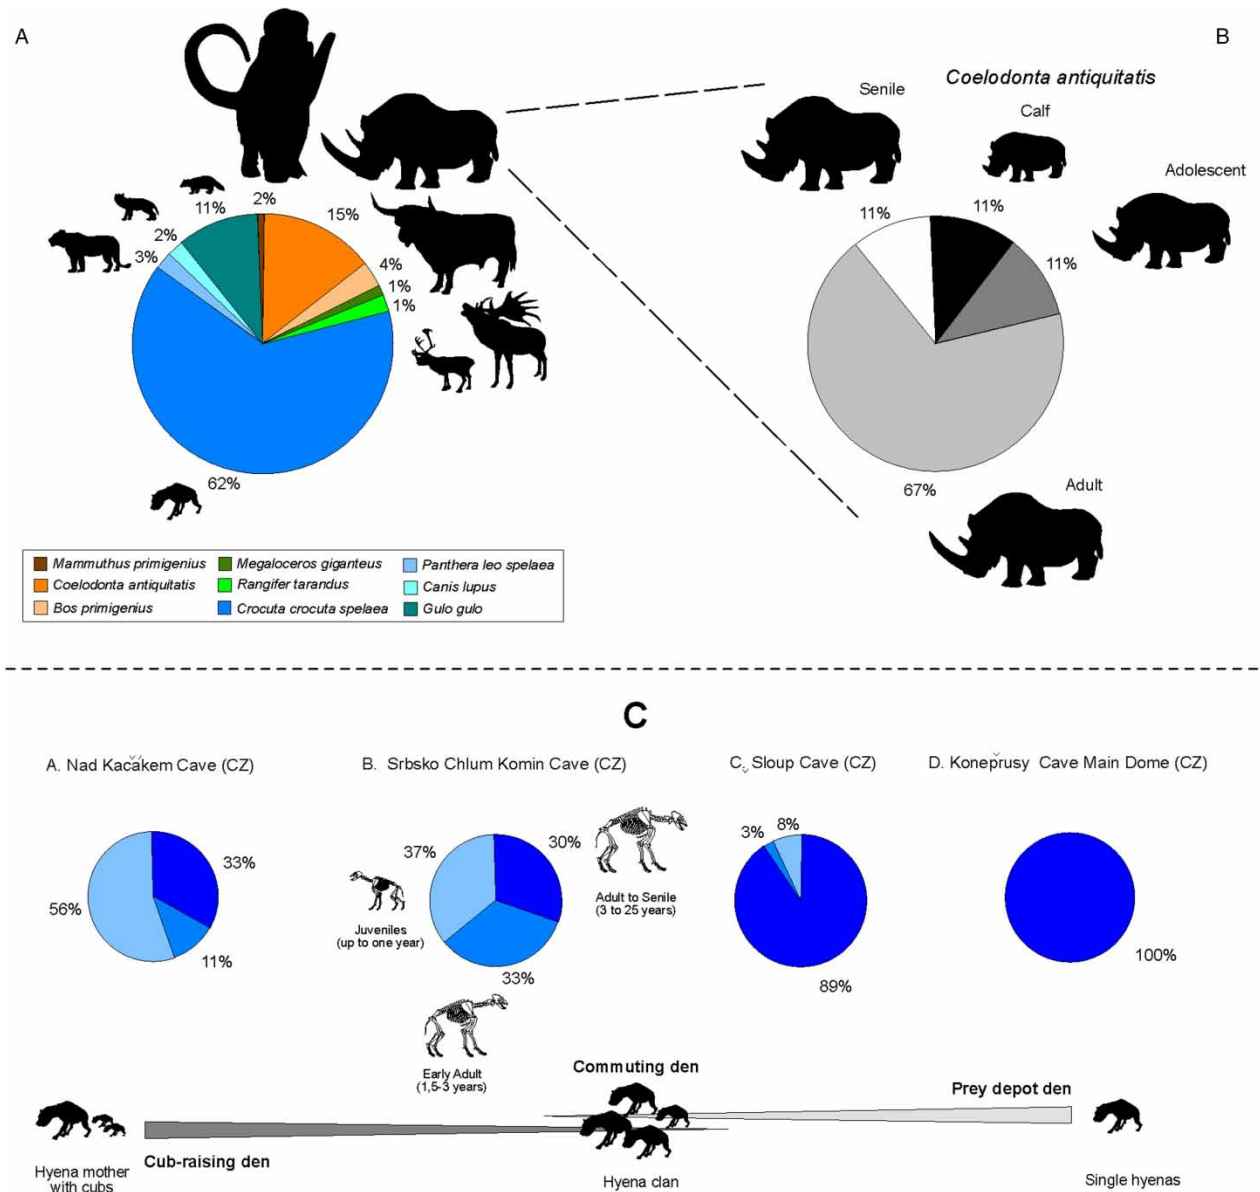 A
B
Coelodonta antiquitatis
Senile
Calf
Adolescent
11%
2%
15%
2%
3%
4%
1%
1%
62%
11%
11%
11%
67%
Adult
Mammuthus primigenius
Megaloceros giganteus
Panthera leo spelaea
Coelodonta antiquitatis
Rangifer tarandus
Canis lupus
Bos primigenius
Crocuta crocuta spelaea
Gulo gulo
C
A. Nad Kačákem Cave (CZ)
B. Srbsko Chlum Komin Cave (CZ)
C. Sloup Cave (CZ)
D. Koněprusy Cave Main Dome (CZ)
33%
56%
11%
37%
30%
33%
Juveniles
(up to one year)
Adult to Senile
(3 to 25 years)
Early Adult
(1,5-3 years)
3%
8%
89%
100%
Commuting den
Prey depot den
Cub-raising den
Hyena mother
with cubs
Hyena clan
Single hyenas